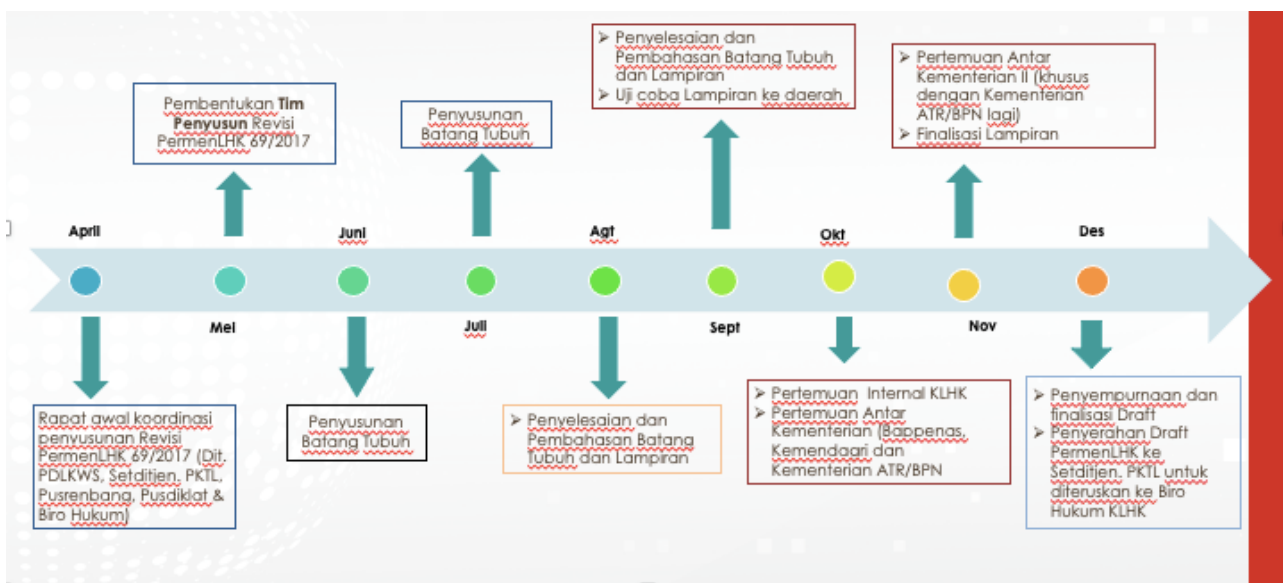 April
Rapat awal koordinasi
penyusunan Revisi
PermenLHK 69/2017 (Dit.
PDLKWS, Setditjen. PKTL,
Pusrenbang, Pusdiklat &
Biro Hukum)
Pembentukan Tim
Penyusun Revisi
PermenLHK 69/2017
Mei
Juni
Penyusunan
Batang Tubuh
Penyusunan
Batang Tubuh
Juli
Agt
➢ Penyelesaian dan
Pembahasan Batang
Tubuh dan Lampiran
➢ Penyelesaian dan
Pembahasan Batang Tubuh
dan Lampiran
➢ Uji coba Lampiran ke daerah
Sept
Okt
➢ Pertemuan Internal KLHK
➢ Pertemuan Antar
Kementerian (Bappenas,
Kemendagri dan
Kementerian ATR/BPN
➢ Pertemuan Antar
Kementerian II (khusus
dengan Kementerian
ATR/BPN lagi)
➢ Finalisasi Lampiran
Nov
Des
➢ Penyempurnaan dan
finalisasi Draft
➢ Penyerahan Draft
PermenLHK ke
Setditjen. PKTL untuk
diteruskan ke Biro
Hukum KLHK